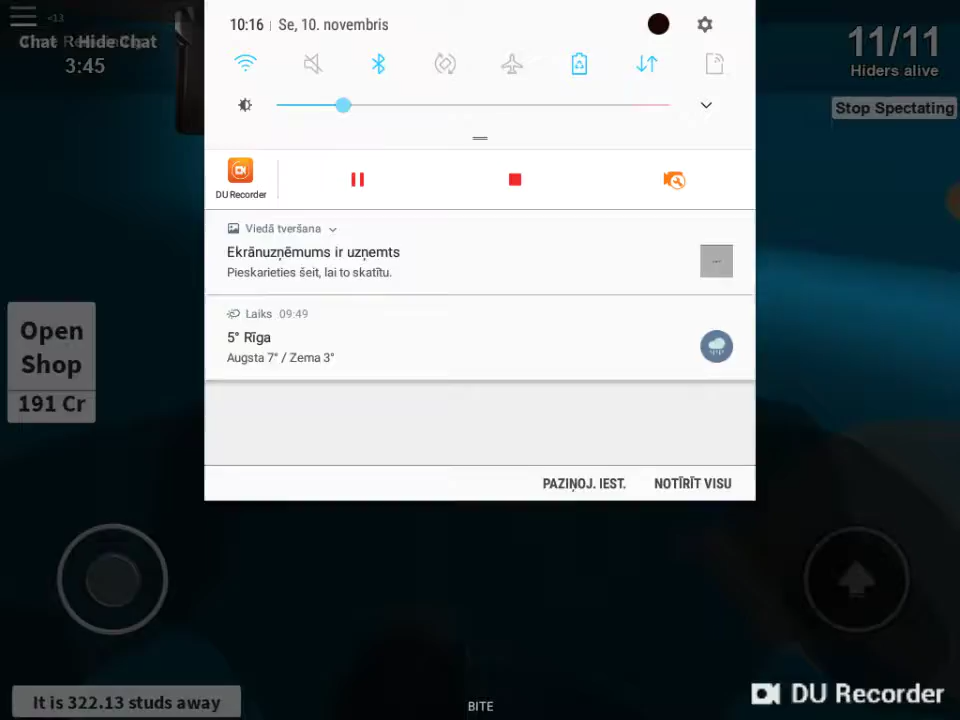 10:16 | Se, 10. novembris
<13
Chat
Hide Chat
3:45
11/11
Hiders alive
Stop Spectating
DU Recorder
Viedā tveršana
Ekrānuzņēmums ir uzņemts
Pieskarieties šeit, lai to skatītu.
Laiks 09:49
5° Rīga
Augsta 7° / Zema 3°
Open
Shop
191 Cr
PAZIŅOJ. IEST.
NOTĪRĪT VISU
It is 322.13 studs away
BITE
DU Recorder